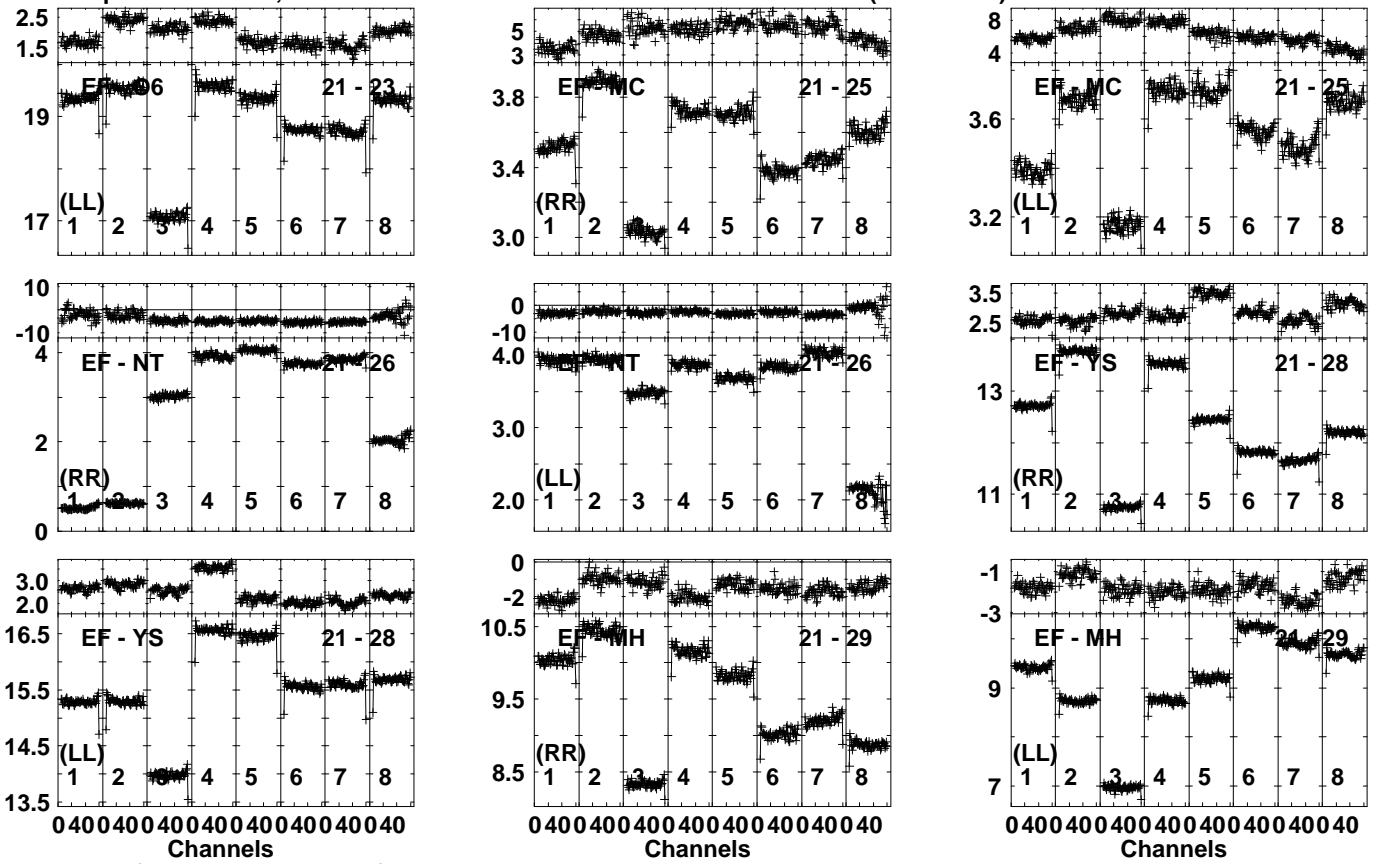 2.5
1.5
EF - O6 21 - 23
19
17
(LL)
1 2 3 4 5 6 7 8
5
3
EF - MC 21 - 25
3.8
3.4
3.0
(RR)
1 2 3 4 5 6 7 8
8
4
EF - MC 21 - 25
3.6
3.2
(LL)
1 2 3 4 5 6 7 8
10
-10
EF - NT 21 - 26
4
2
0
(RR)
1 2 3 4 5 6 7 8
0
-10
EF - NT 21 - 26
4.0
3.0
2.0
(LL)
1 2 3 4 5 6 7 8
3.5
2.5
EF - YS 21 - 28
13
11
(RR)
1 2 3 4 5 6 7 8
3.0
2.0
EF - YS 21 - 28
16.5
15.5
14.5
13.5
(LL)
1 2 3 4 5 6 7 8
0 40 0 40 0 40 0 40 0 40 0 40 0 40 0 40
Channels
0
-2
EF - MH 21 - 29
10.5
9.5
8.5
(RR)
1 2 3 4 5 6 7 8
0 40 0 40 0 40 0 40 0 40 0 40 0 40 0 40
Channels
-1
-3
EF - MH 21 - 29
9
7
(LL)
1 2 3 4 5 6 7 8
0 40 0 40 0 40 0 40 0 40 0 40 0 40 0 40
Channels